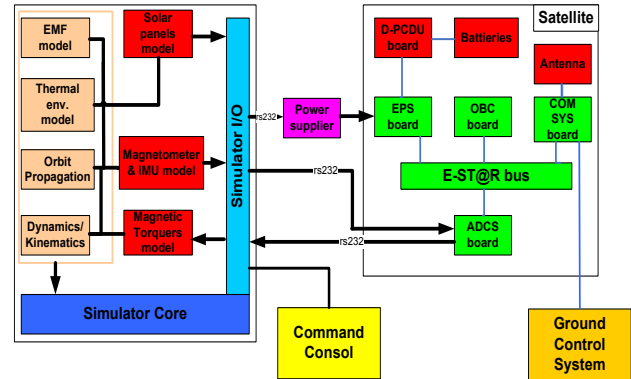 EMF
model
Solar
panels
model
Thermal
env. model
Orbit
Propagation
Magnetometer
& IMU model
Dynamics/
Kinematics
Magnetic
Torquers
model
Simulator I/O
Simulator Core
rs232
Power
supplier
rs232
rs232
Command
Consol
Satellite
D-PCDU
board
Batteries
Antenna
EPS
board
OBC
board
COM
SYS
board
E-ST@R bus
ADCS
board
Ground
Control
System